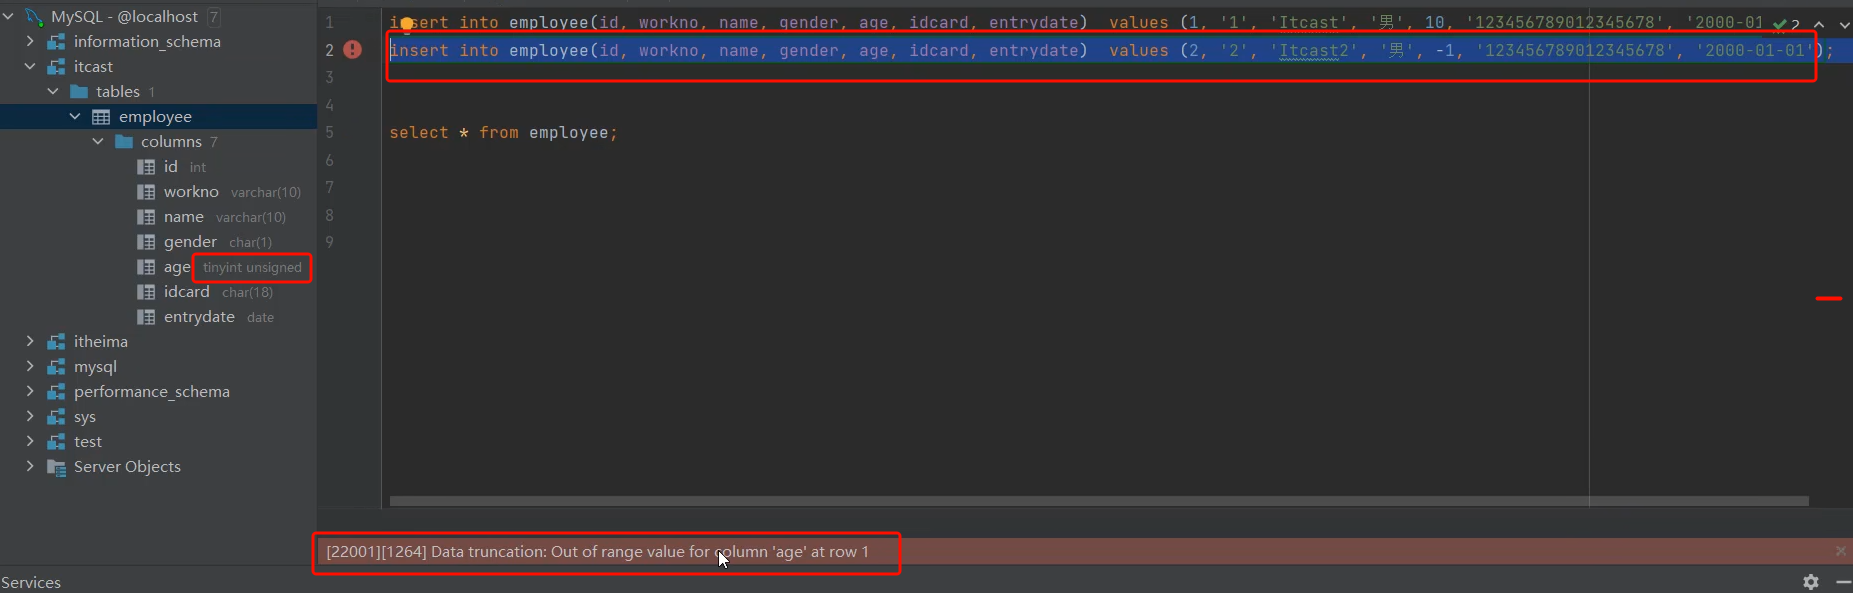 MySQL - @localhost 7
information_schema
itcast
tables 1
employee
columns 7
id int
workno varchar(10)
name varchar(10)
gender char(1)
age tinyint unsigned
idcard char(18)
entrydate date
itheima
mysql
performance_schema
sys
test
Server Objects
1 insert into employee(id, workno, name, gender, age, idcard, entrydate)  values (1, '1', 'Itcast', '男', 10, '123456789012345678', '2000-01 2
2 insert into employee(id, workno, name, gender, age, idcard, entrydate)  values (2, '2', 'Itcast2', '男', -1, '123456789012345678', '2000-01-01');
3
4
5 select * from employee;
6
7
8
9
[22001][1264] Data truncation: Out of range value for column 'age' at row 1
Services